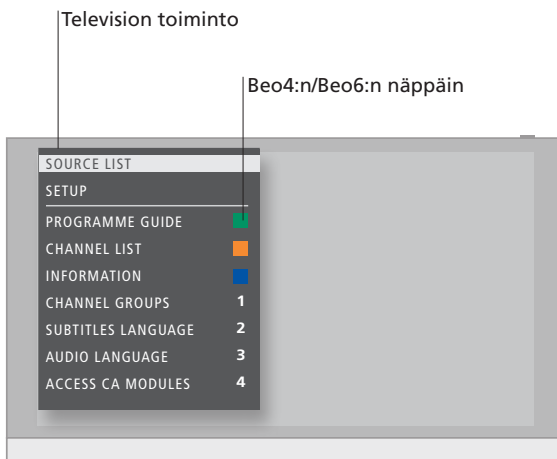 Television toiminto
Beo4:n/Beo6:n näppäin
SOURCE LIST
SETUP
PROGRAMME GUIDE
CHANNEL LIST
INFORMATION
CHANNEL GROUPS 1
SUBTITLES LANGUAGE 2
AUDIO LANGUAGE 3
ACCESS CA MODULES 4